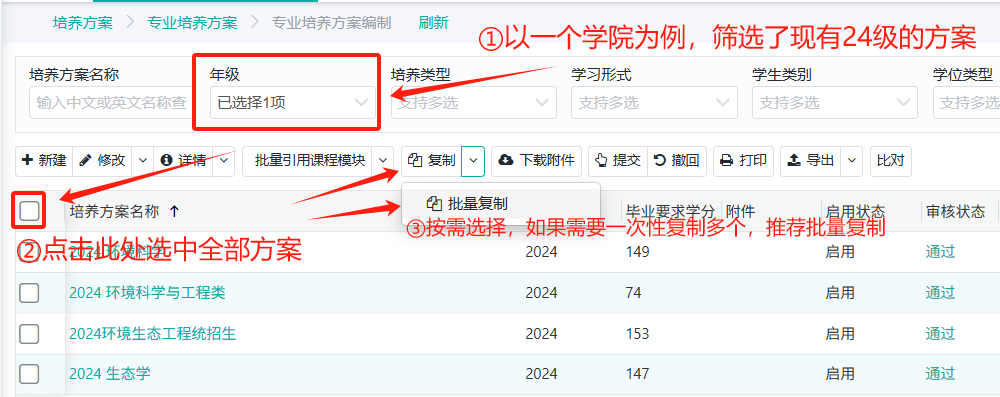 培养方案 > 专业培养方案 > 专业培养方案编制 刷新
①以一个学院为例，筛选了现有24级的方案
培养方案名称 年级 培养类型 学习形式 学生类别 学位类型
输入中文或英文名称查 已选择1项 支持多选 支持多选 支持多选 支持多
新建 修改 详情 批量引用课程模块 复制 下载附件 提交 撤回 打印 导出 比对
批量复制
培养方案名称 ↑ 毕业要求学分 附件 启用状态 审核状态
③按需选择，如果需要一次性复制多个，推荐批量复制
②点击此处选中全部方案
2024 环境科学 2024 149 启用 通过
2024 环境科学与工程类 2024 74 启用 通过
2024环境生态工程统招生 2024 153 启用 通过
2024 生态学 2024 147 启用 通过